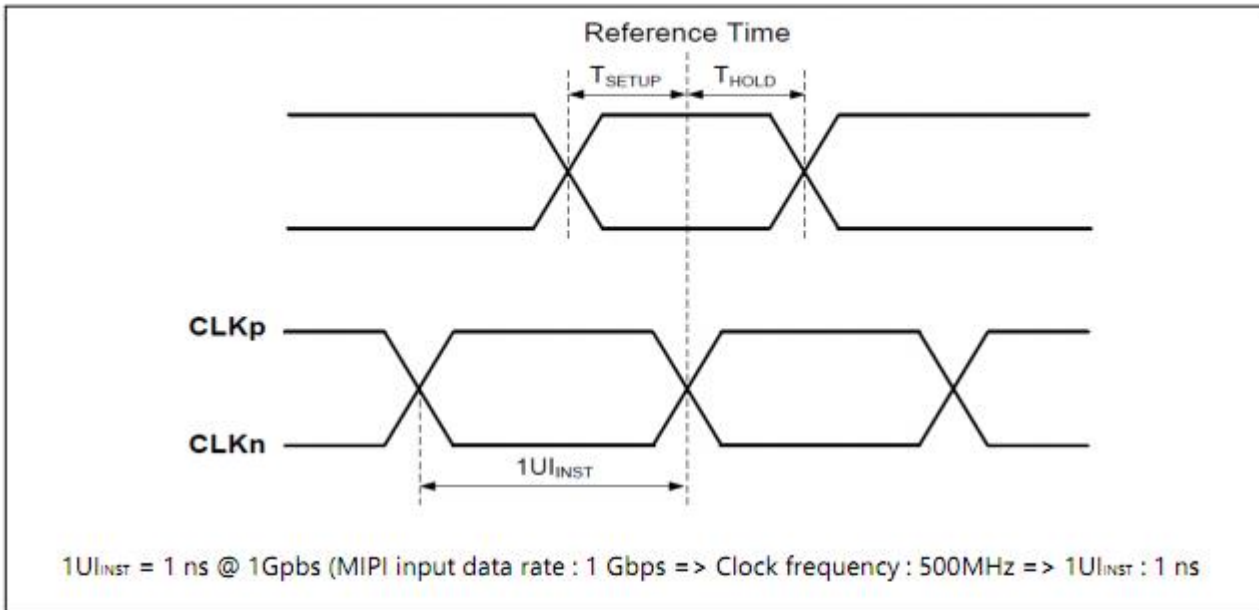 Reference Time
TSETUP THOLD
CLKp
CLKn
1UIINST
1UIINST = 1 ns @ 1Gpbs (MIPI input data rate : 1 Gbps => Clock frequency : 500MHz => 1UIINST : 1 ns